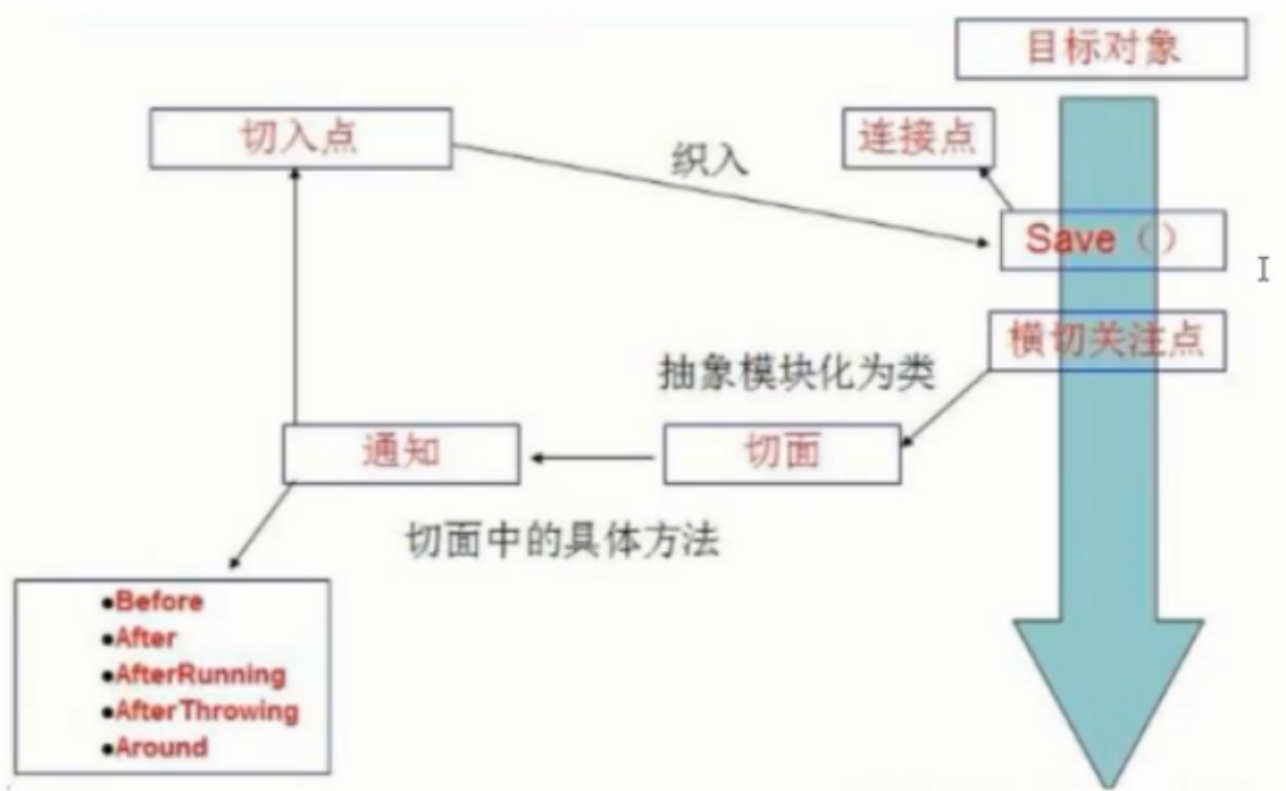 目标对象
切入点
连接点
织入
Save（）
横切关注点
抽象模块化为类
通知
切面
切面中的具体方法
●Before
●After
●AfterRunning
●AfterThrowing
●Around